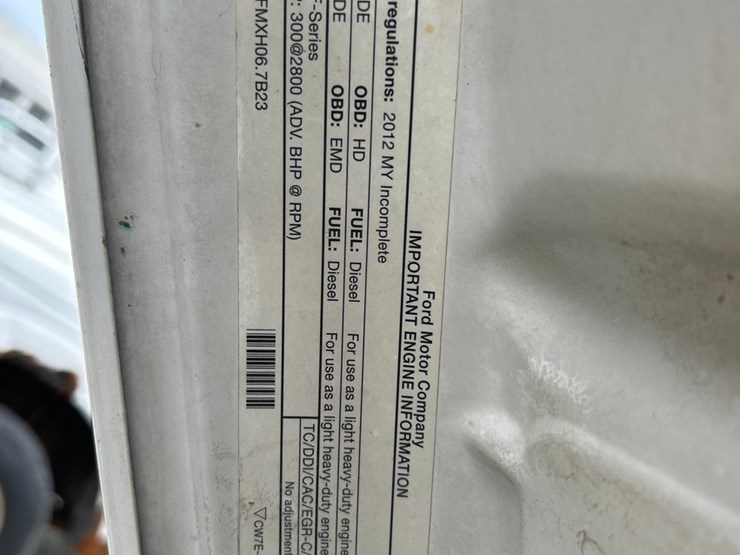 Ford Motor Company
IMPORTANT ENGINE INFORMATION
regulations: 2012 MY Incomplete
DE OBD: HD FUEL: Diesel For use as a light heavy-duty engine
DE OBD: EMD FUEL: Diesel For use as a light heavy-duty engine
-Series TC/DDI/CAC/EGR-C/
: 300@2800 (ADV. BHP @ RPM) No adjustment
FMXH06.7B23 CW7E-